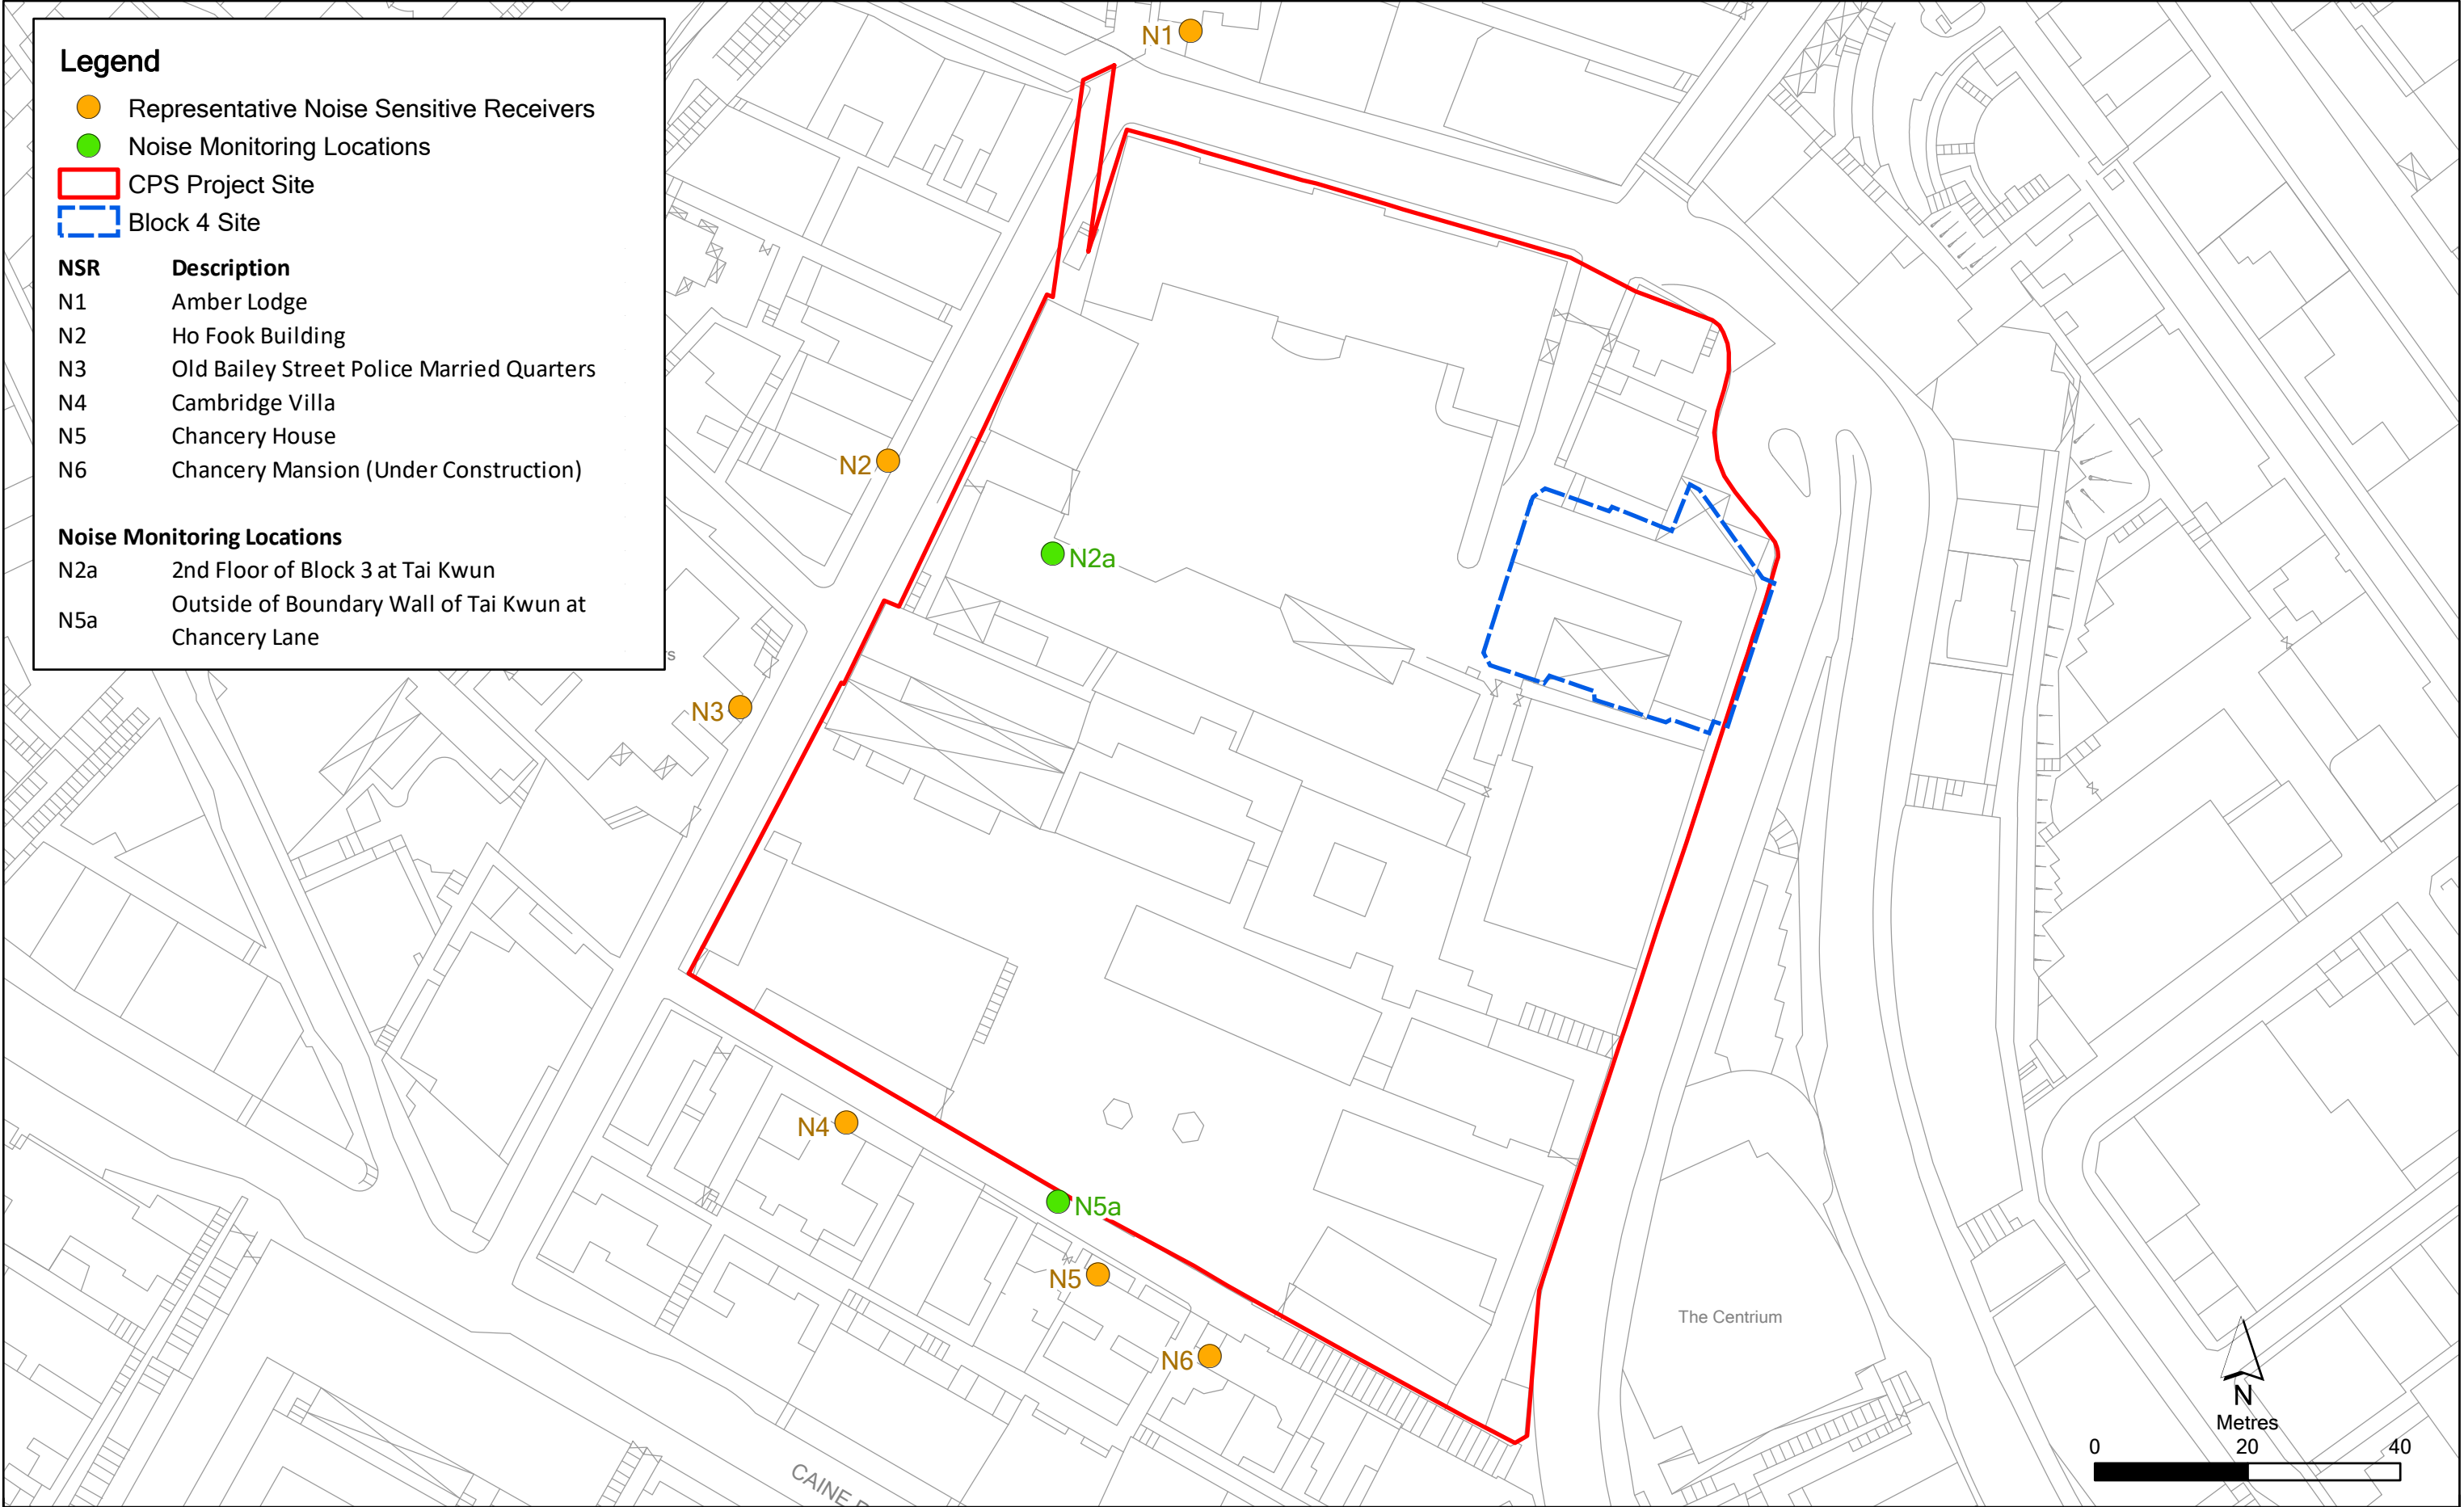 Legend
Representative Noise Sensitive Receivers
Noise Monitoring Locations
CPS Project Site
Block 4 Site
NSR Description
N1 Amber Lodge
N2 Ho Fook Building
N3 Old Bailey Street Police Married Quarters
N4 Cambridge Villa
N5 Chancery House
N6 Chancery Mansion (Under Construction)
Noise Monitoring Locations
N2a 2nd Floor of Block 3 at Tai Kwun
N5a Outside of Boundary Wall of Tai Kwun at
Chancery Lane
N1
N2
N2a
N3
N4
N5a
N5
N6
The Centrium
CAINE
N
Metres
0 20 40